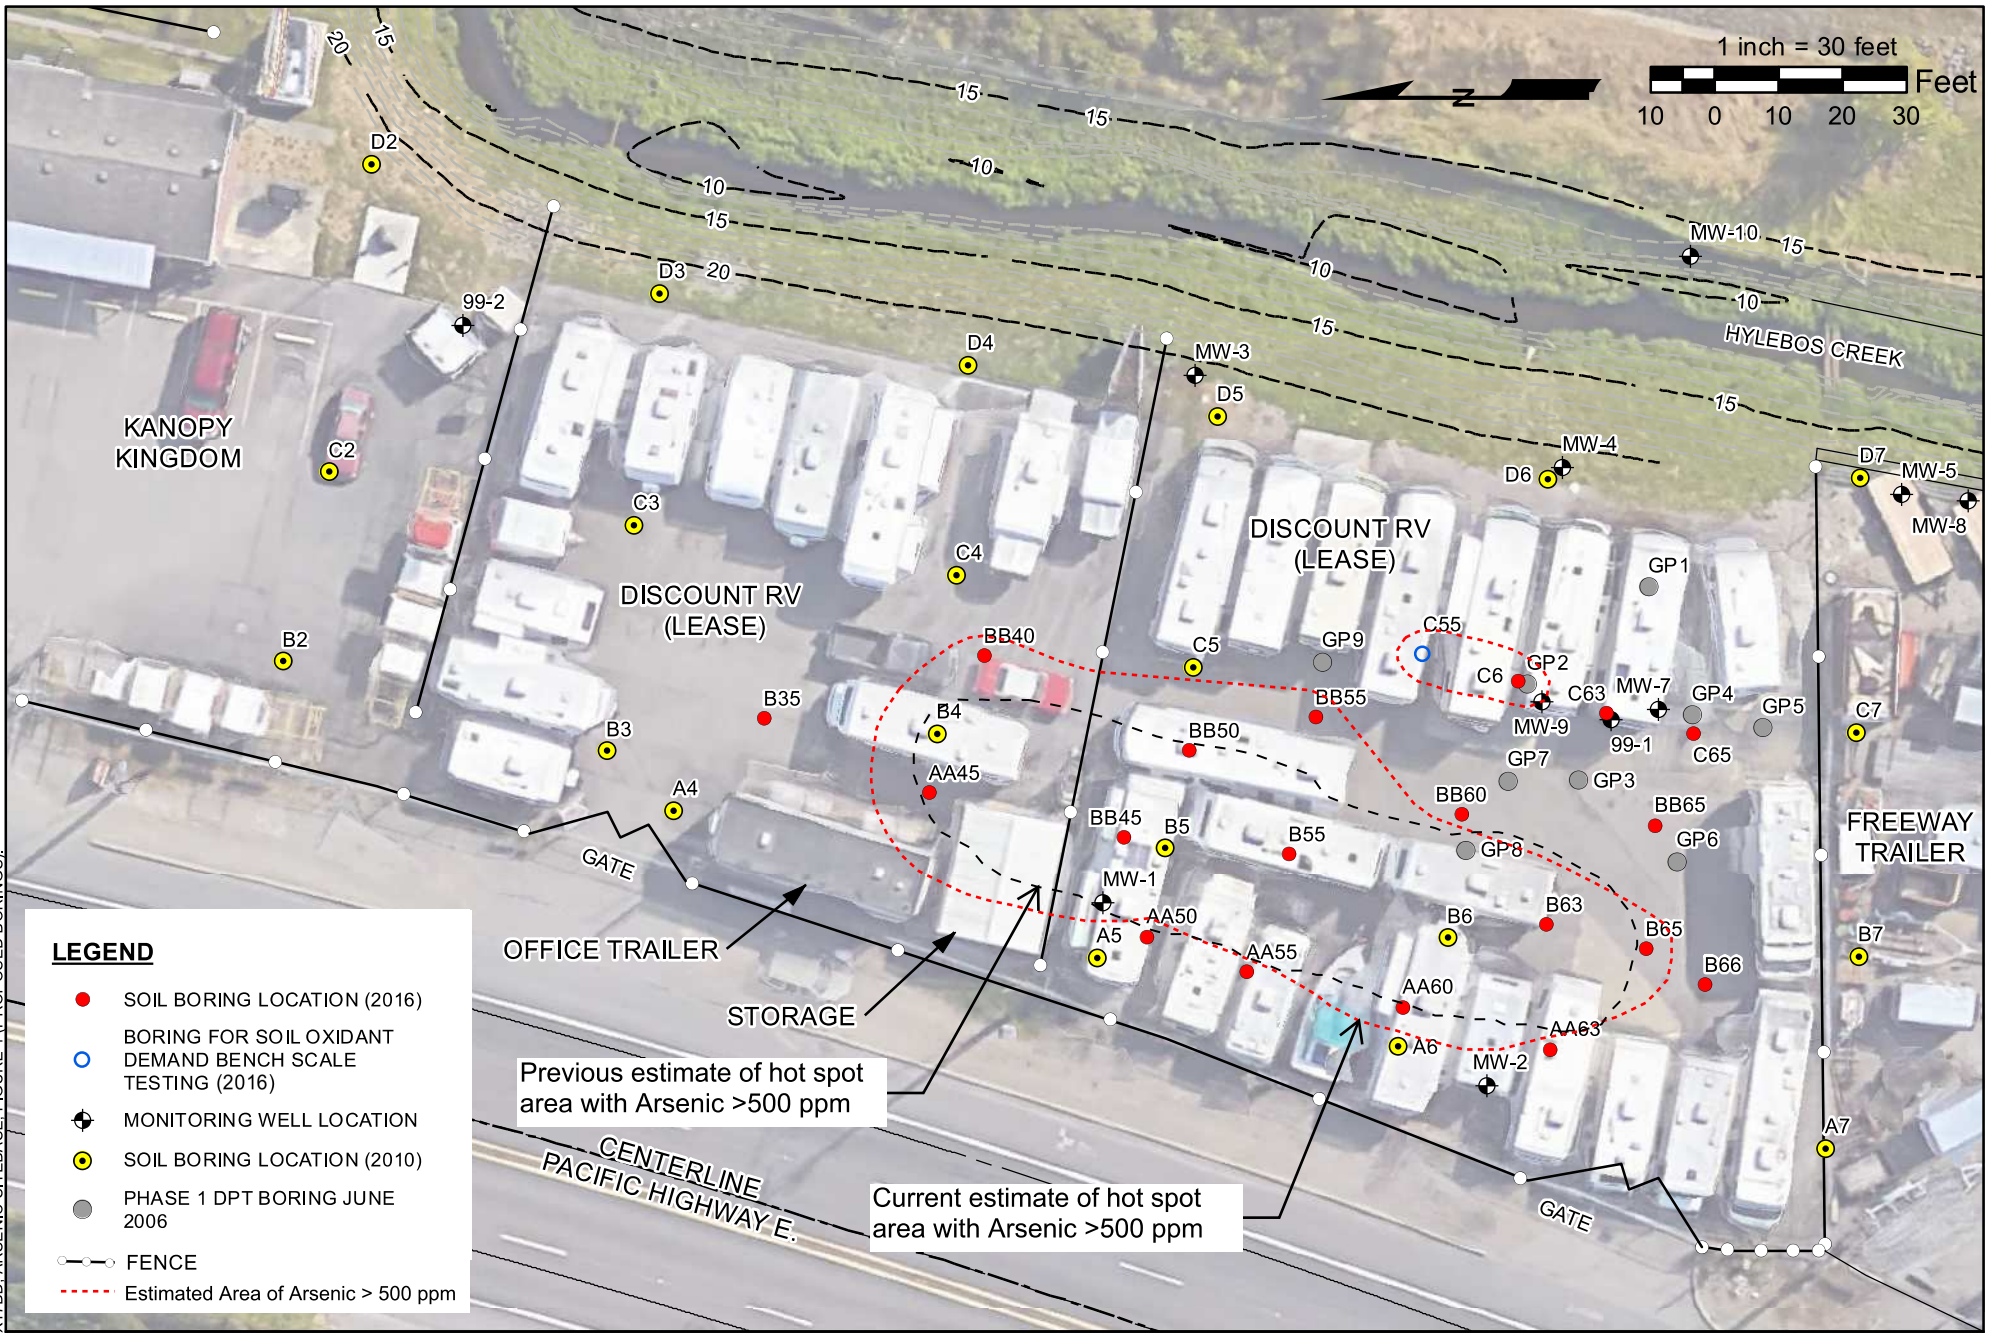 1 inch = 30 feet
Feet
10 0 10 20 30
N
20
15
15
15
10
10
15
20
MW-10
15
10
10
15
HYLEBOS CREEK
15
D2
99-2
D3
D4
MW-3
D5
MW-4
D6
D7
MW-5
MW-8
KANOPY
KINGDOM
C2
C3
C4
DISCOUNT RV
(LEASE)
DISCOUNT RV
(LEASE)
GP1
B2
BB40
C5
GP9
C55
GP2
C6
C63
MW-7
GP4
GP5
MW-9
99-1
C65
C7
B35
B3
B4
BB50
BB55
AA45
A4
GP7
GP3
BB60
BB65
BB45
B5
B55
GP8
GP6
FREEWAY
TRAILER
GATE
MW-1
AA50
A5
AA55
B6
B63
B65
B66
B7
OFFICE TRAILER
STORAGE
AA60
A6
AA63
MW-2
A7
Previous estimate of hot spot
area with Arsenic >500 ppm
CENTERLINE
PACIFIC HIGHWAY E.
Current estimate of hot spot
area with Arsenic >500 ppm
GATE
LEGEND
SOIL BORING LOCATION (2016)
BORING FOR SOIL OXIDANT
DEMAND BENCH SCALE
TESTING (2016)
MONITORING WELL LOCATION
SOIL BORING LOCATION (2010)
PHASE 1 DPT BORING JUNE
2006
FENCE
Estimated Area of Arsenic > 500 ppm